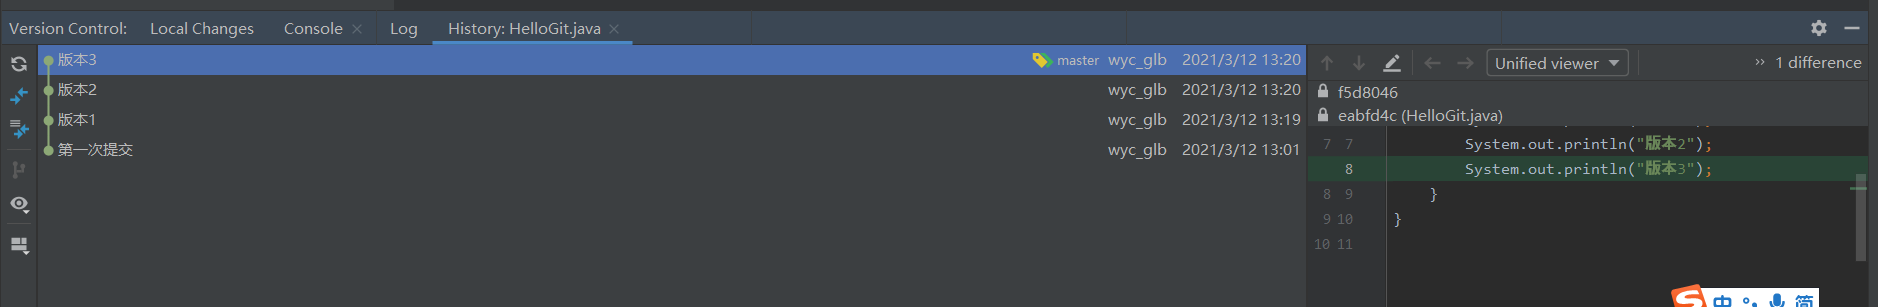 Version Control: Local Changes Console × Log History: HelloGit.java ×
版本3 master wyc_glb 2021/3/12 13:20
版本2 wyc_glb 2021/3/12 13:20
版本1 wyc_glb 2021/3/12 13:19
第一次提交 wyc_glb 2021/3/12 13:01
Unified viewer » 1 difference
f5d8046
eabfd4c (HelloGit.java)
7 7 System.out.println("版本2");
8 System.out.println("版本3");
8 9 }
9 10 }
10 11
中 简